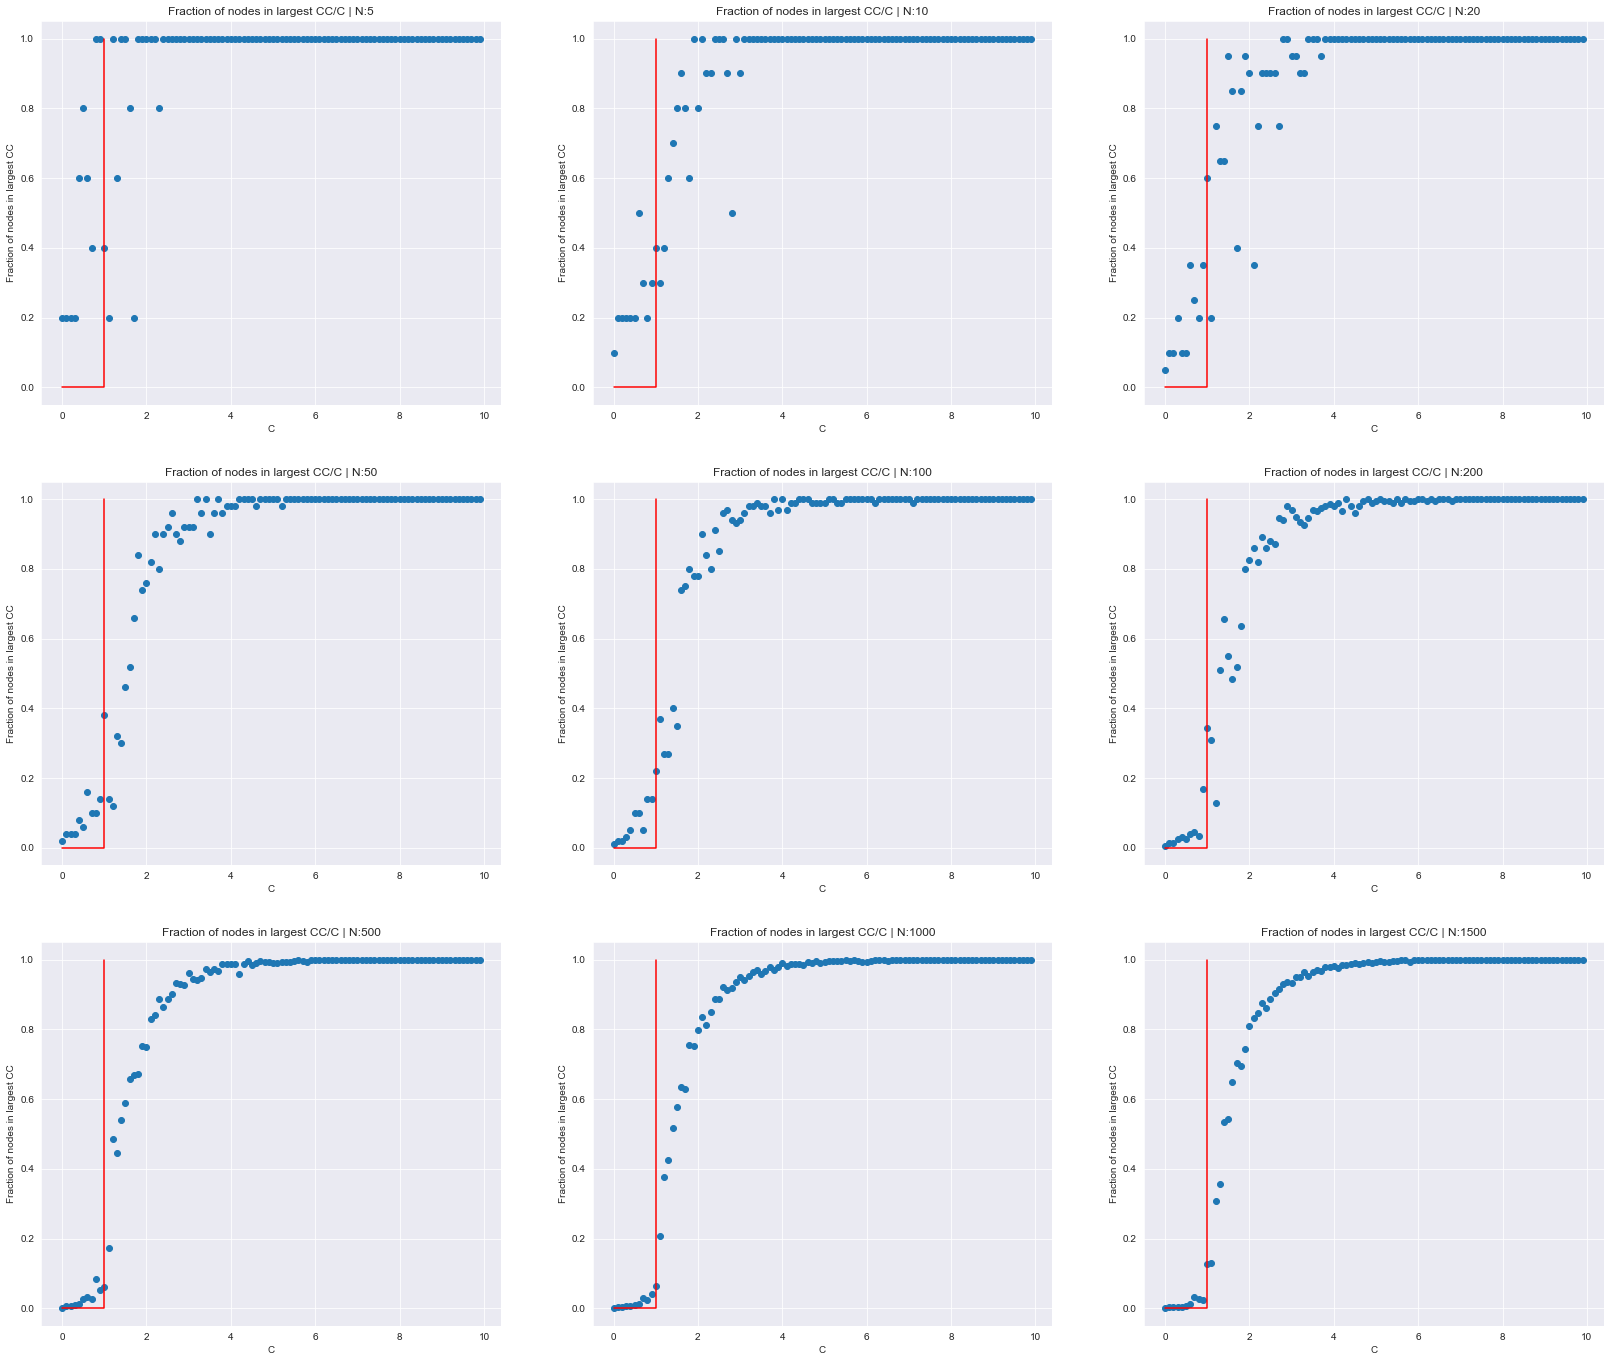 Fraction of nodes in largest CC/C | N:5
Fraction of nodes in largest CC
1.0
0.8
0.6
0.4
0.2
0.0
0 2 4 6 8 10
C
Fraction of nodes in largest CC/C | N:10
Fraction of nodes in largest CC
1.0
0.8
0.6
0.4
0.2
0.0
0 2 4 6 8 10
C
Fraction of nodes in largest CC/C | N:20
Fraction of nodes in largest CC
1.0
0.8
0.6
0.4
0.2
0.0
0 2 4 6 8 10
C
Fraction of nodes in largest CC/C | N:50
Fraction of nodes in largest CC
1.0
0.8
0.6
0.4
0.2
0.0
0 2 4 6 8 10
C
Fraction of nodes in largest CC/C | N:100
Fraction of nodes in largest CC
1.0
0.8
0.6
0.4
0.2
0.0
0 2 4 6 8 10
C
Fraction of nodes in largest CC/C | N:200
Fraction of nodes in largest CC
1.0
0.8
0.6
0.4
0.2
0.0
0 2 4 6 8 10
C
Fraction of nodes in largest CC/C | N:500
Fraction of nodes in largest CC
1.0
0.8
0.6
0.4
0.2
0.0
0 2 4 6 8 10
C
Fraction of nodes in largest CC/C | N:1000
Fraction of nodes in largest CC
1.0
0.8
0.6
0.4
0.2
0.0
0 2 4 6 8 10
C
Fraction of nodes in largest CC/C | N:1500
Fraction of nodes in largest CC
1.0
0.8
0.6
0.4
0.2
0.0
0 2 4 6 8 10
C